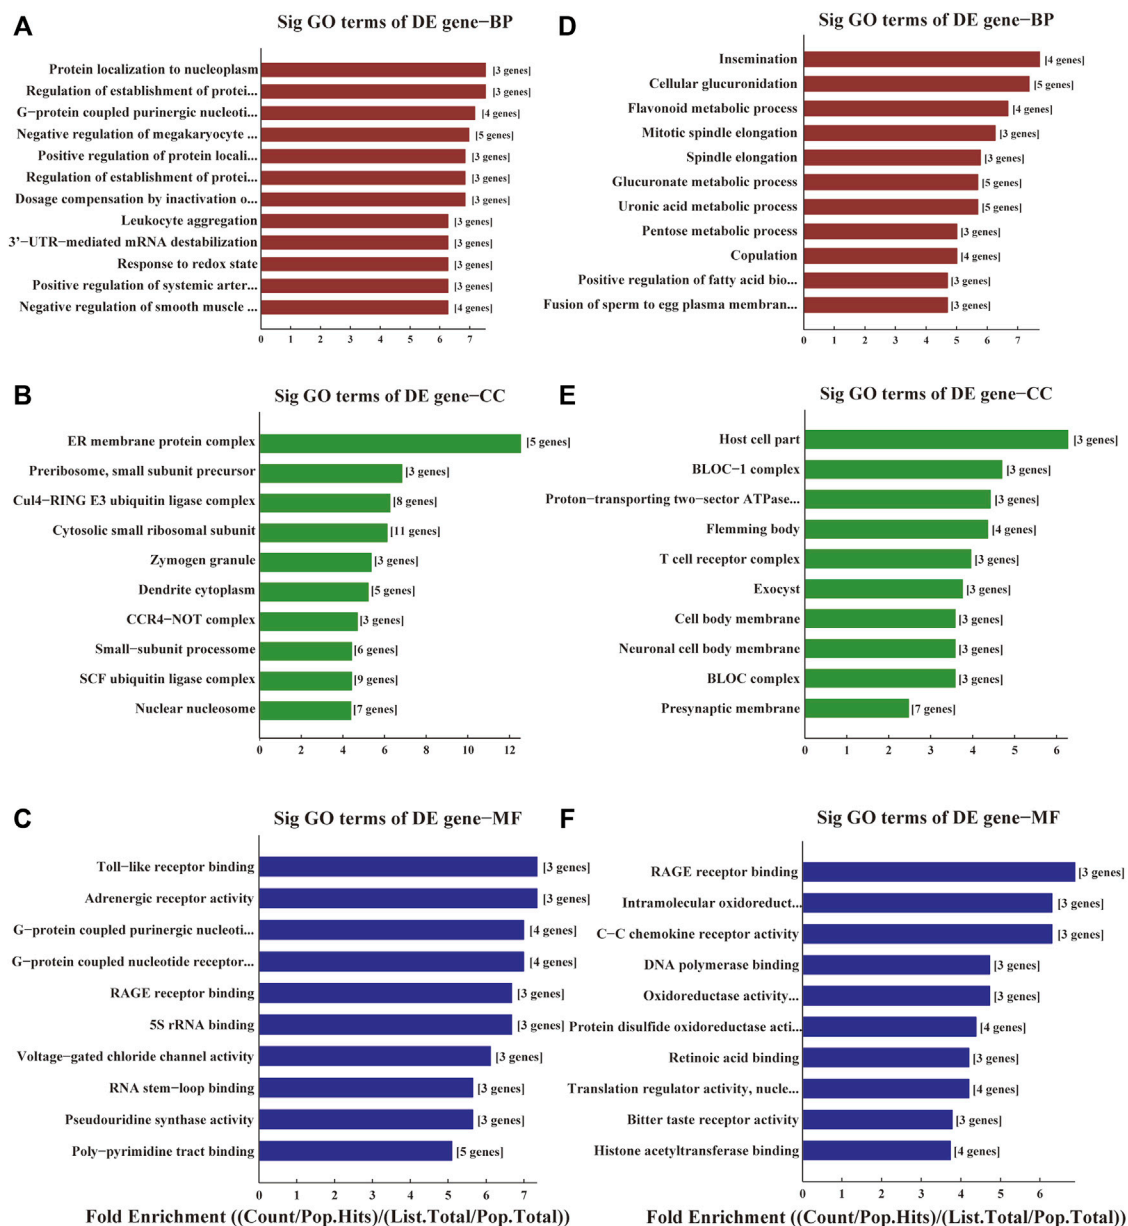 A
Sig GO terms of DE gene−BP
Protein localization to nucleoplasm [3 genes]
Regulation of establishment of protei... [3 genes]
G−protein coupled purinergic nucleoti... [4 genes]
Negative regulation of megakaryocyte ... [5 genes]
Positive regulation of protein locali... [3 genes]
Regulation of establishment of protei... [3 genes]
Dosage compensation by inactivation o... [3 genes]
Leukocyte aggregation [3 genes]
3’−UTR−mediated mRNA destabilization [3 genes]
Response to redox state [3 genes]
Positive regulation of systemic arter... [3 genes]
Negative regulation of smooth muscle ... [4 genes]
0 1 2 3 4 5 6 7
D
Sig GO terms of DE gene−BP
Insemination [4 genes]
Cellular glucuronidation [5 genes]
Flavonoid metabolic process [4 genes]
Mitotic spindle elongation [3 genes]
Spindle elongation [3 genes]
Glucuronate metabolic process [5 genes]
Uronic acid metabolic process [5 genes]
Pentose metabolic process [3 genes]
Copulation [4 genes]
Positive regulation of fatty acid bio... [3 genes]
Fusion of sperm to egg plasma membran... [3 genes]
0 1 2 3 4 5 6 7
B
Sig GO terms of DE gene−CC
ER membrane protein complex [5 genes]
Preribosome, small subunit precursor [3 genes]
Cul4−RING E3 ubiquitin ligase complex [8 genes]
Cytosolic small ribosomal subunit [11 genes]
Zymogen granule [3 genes]
Dendrite cytoplasm [5 genes]
CCR4−NOT complex [3 genes]
Small−subunit processome [6 genes]
SCF ubiquitin ligase complex [9 genes]
Nuclear nucleosome [7 genes]
0 2 4 6 8 10 12
E
Sig GO terms of DE gene−CC
Host cell part [3 genes]
BLOC−1 complex [3 genes]
Proton−transporting two−sector ATPase... [3 genes]
Flemming body [4 genes]
T cell receptor complex [3 genes]
Exocyst [3 genes]
Cell body membrane [3 genes]
Neuronal cell body membrane [3 genes]
BLOC complex [3 genes]
Presynaptic membrane [7 genes]
0 1 2 3 4 5 6
C
Sig GO terms of DE gene−MF
Toll−like receptor binding [3 genes]
Adrenergic receptor activity [3 genes]
G−protein coupled purinergic nucleoti... [4 genes]
G−protein coupled nucleotide receptor... [4 genes]
RAGE receptor binding [3 genes]
5S rRNA binding [3 genes]
Voltage−gated chloride channel activity [3 genes]
RNA stem−loop binding [3 genes]
Pseudouridine synthase activity [3 genes]
Poly−pyrimidine tract binding [5 genes]
0 1 2 3 4 5 6 7
Fold Enrichment ((Count/Pop.Hits)/(List.Total/Pop.Total))
F
Sig GO terms of DE gene−MF
RAGE receptor binding [3 genes]
Intramolecular oxidoreduct... [3 genes]
C−C chemokine receptor activity [3 genes]
DNA polymerase binding [3 genes]
Oxidoreductase activity... [3 genes]
Protein disulfide oxidoreductase acti... [4 genes]
Retinoic acid binding [3 genes]
Translation regulator activity, nucle... [4 genes]
Bitter taste receptor activity [3 genes]
Histone acetyltransferase binding [4 genes]
0 1 2 3 4 5 6
Fold Enrichment ((Count/Pop.Hits)/(List.Total/Pop.Total))